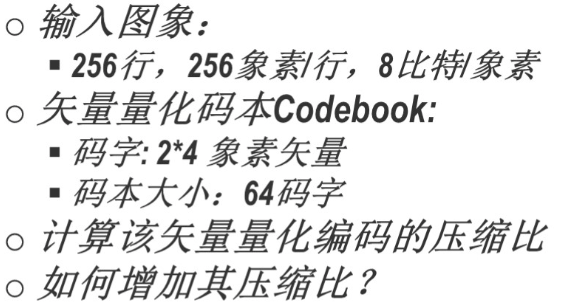 输入图象：
256行，256象素/行，8比特/象素
矢量量化码本Codebook:
码字: 2*4 象素矢量
码本大小：64码字
计算该矢量量化编码的压缩比
如何增加其压缩比？